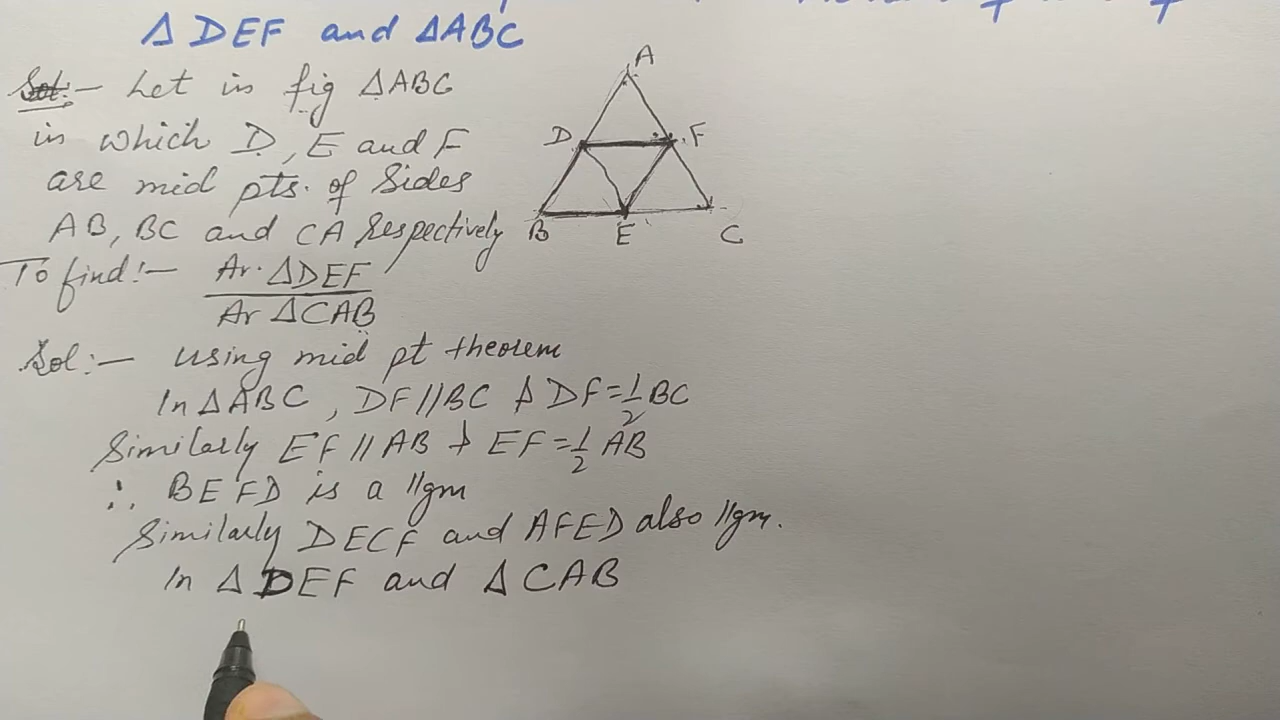 Δ DEF and ΔABC
Sol:- Let in fig ΔABC
in which D, E and F
are mid pts. of Sides
AB, BC and CA Respectively
To find:- Ar. ΔDEF
Ar ΔCAB
A
D
F
B
E
C
Sol:- using mid pt theorem
In ΔABC, DF//BC & DF=1/2 BC
Similarly EF // AB & EF = 1/2 AB
∴ BEFD is a //gm
Similarly DECF and AFED also //gm.
In Δ DEF and Δ CAB